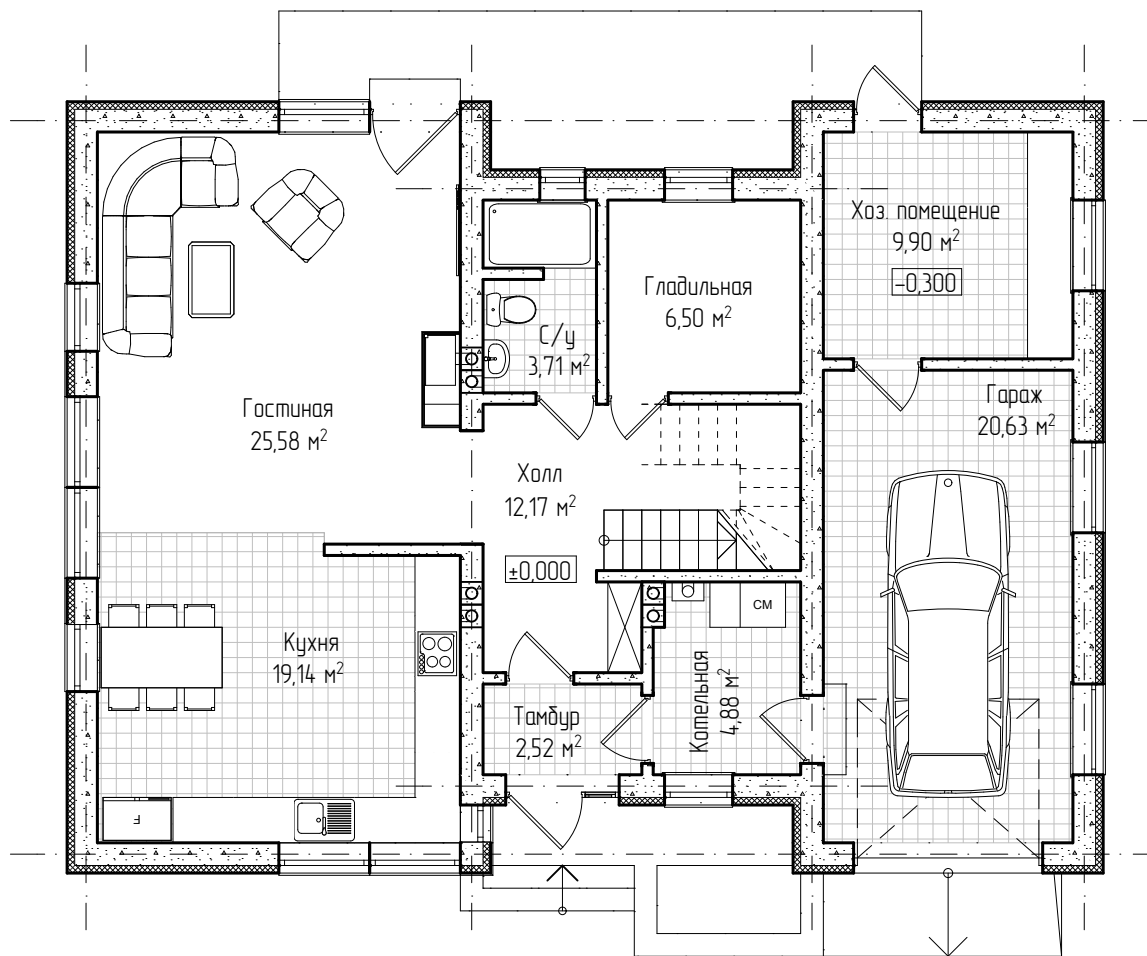 Хоз. помещение
9,90 м²
-0,300
Гладильная
6,50 м²
С/у
3,71 м²
Гостиная
25,58 м²
Гараж
20,63 м²
Холл
12,17 м²
±0,000
СМ
Кухня
19,14 м²
Котельная
4,88 м²
Тамбур
2,52 м²
F